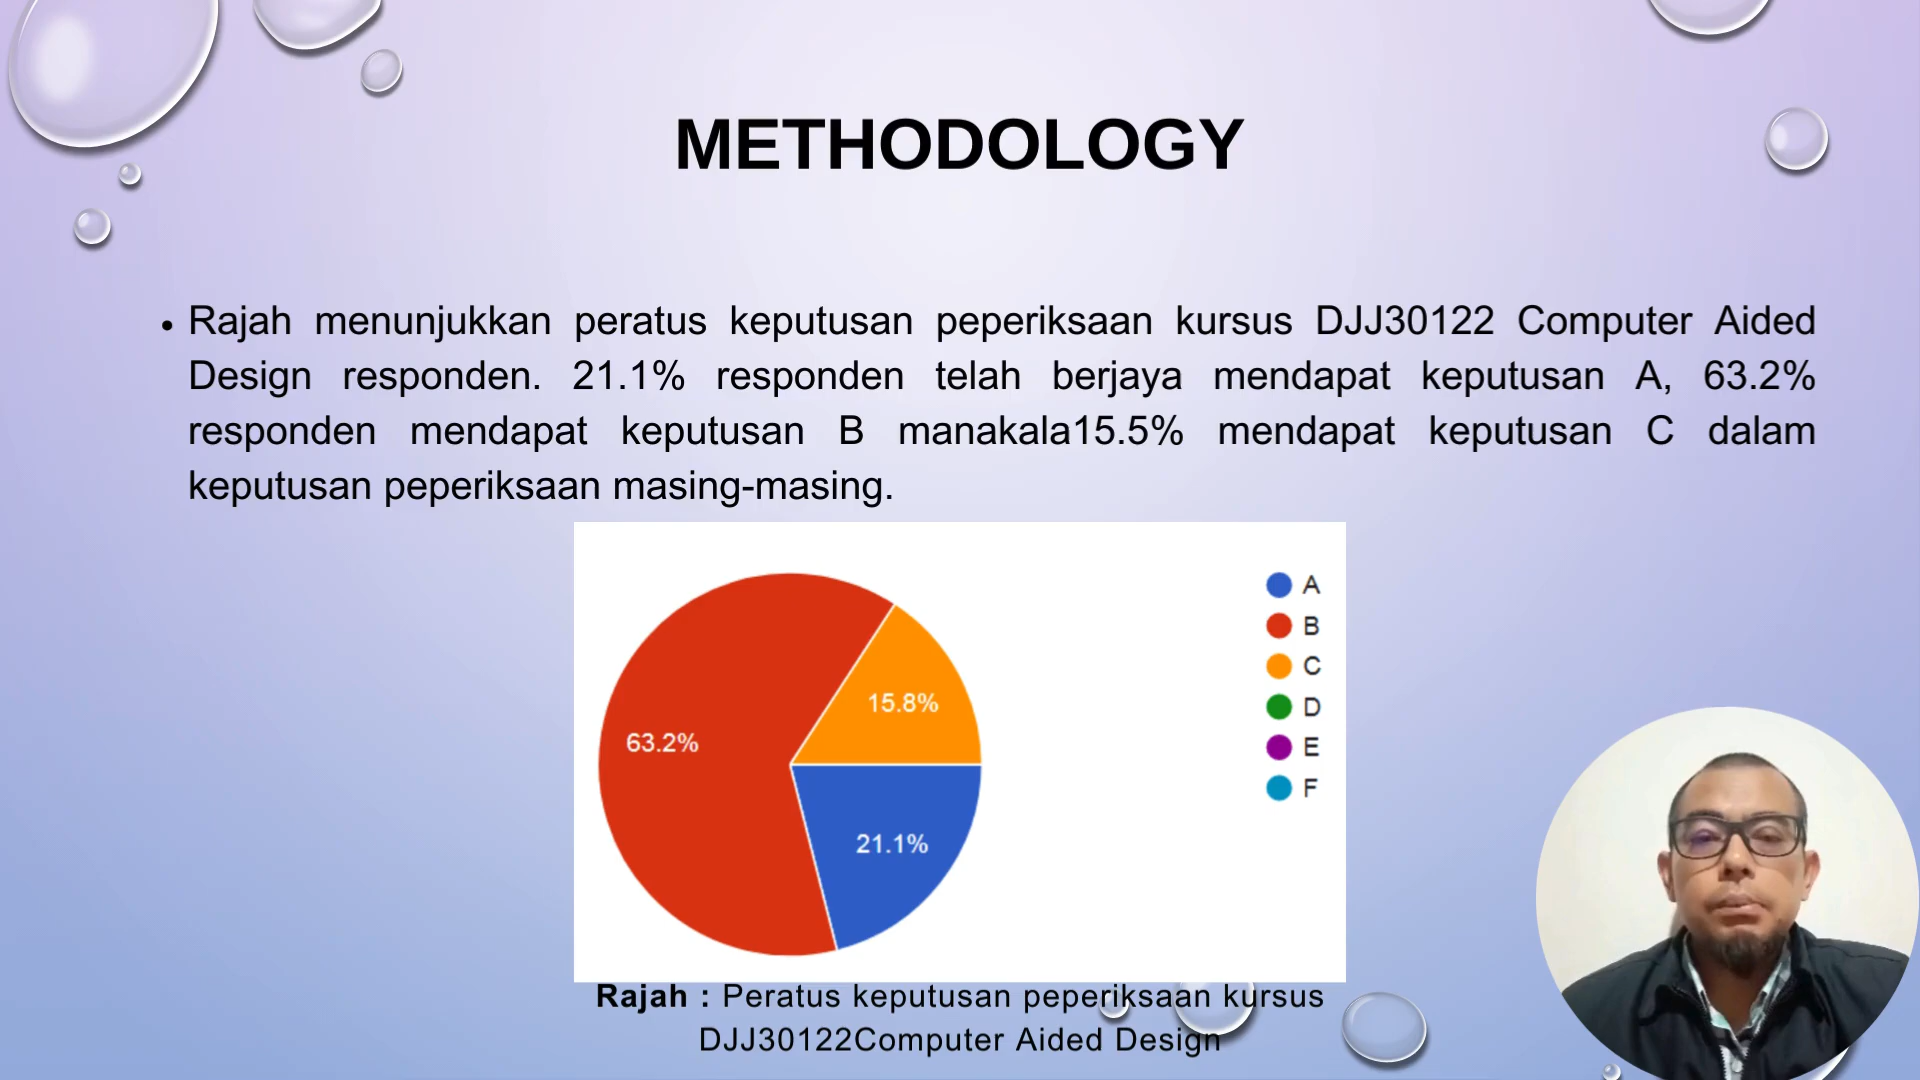 METHODOLOGY
• Rajah menunjukkan peratus keputusan peperiksaan kursus DJJ30122 Computer Aided
Design responden. 21.1% responden telah berjaya mendapat keputusan A, 63.2%
responden mendapat keputusan B manakala15.5% mendapat keputusan C dalam
keputusan peperiksaan masing-masing.
A
B
C
D
E
F
15.8%
63.2%
21.1%
Rajah : Peratus keputusan peperiksaan kursus
DJJ30122Computer Aided Design